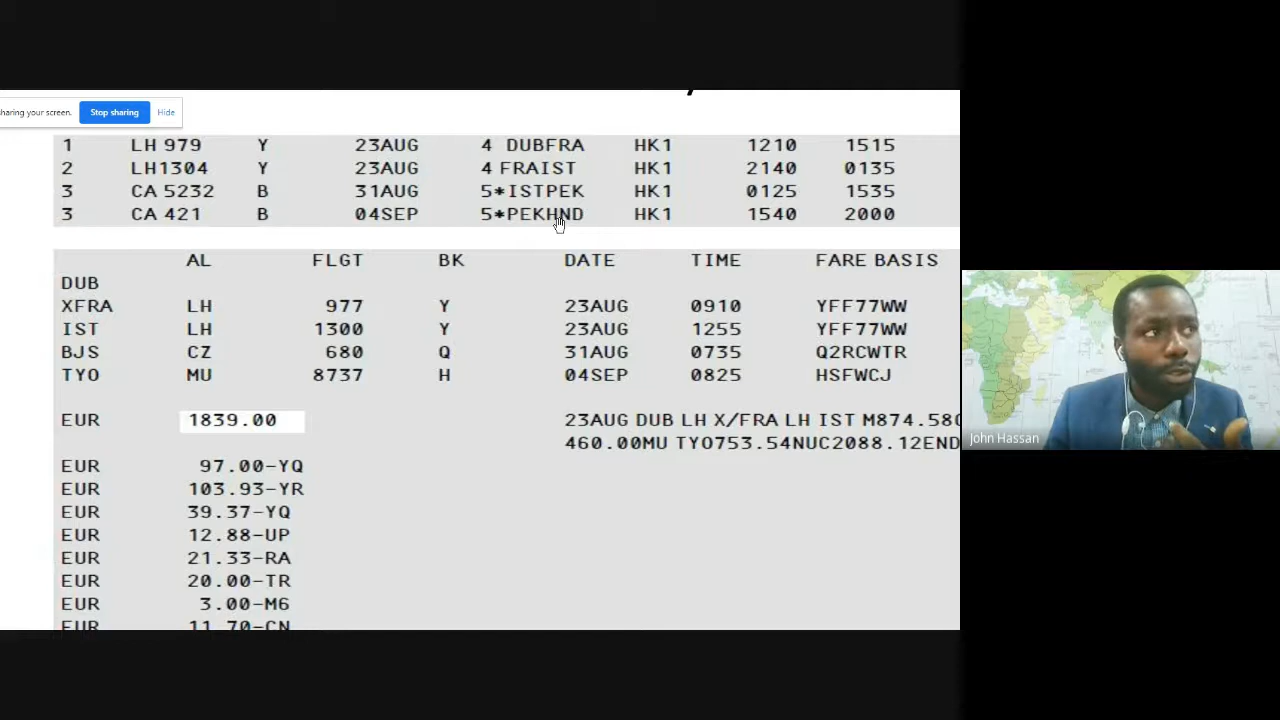 sharing your screen. Stop sharing Hide
1 LH 979 Y 23AUG 4 DUBFRA HK1 1210 1515
2 LH1304 Y 23AUG 4 FRAIST HK1 2140 0135
3 CA 5232 B 31AUG 5*ISTPEK HK1 0125 1535
3 CA 421 B 04SEP 5*PEKHND HK1 1540 2000
AL FLGT BK DATE TIME FARE BASIS
DUB
XFRA LH 977 Y 23AUG 0910 YFF77WW
IST LH 1300 Y 23AUG 1255 YFF77WW
BJS CZ 680 Q 31AUG 0735 Q2RCWTR
TYO MU 8737 H 04SEP 0825 HSFWCJ
EUR 1839.00 23AUG DUB LH X/FRA LH IST M874.58
460.00MU TYO753.54NUC2088.12END
EUR 97.00-YQ
EUR 103.93-YR
EUR 39.37-YQ
EUR 12.88-UP
EUR 21.33-RA
EUR 20.00-TR
EUR 3.00-M6
EUR 11.70-CN
John Hassan